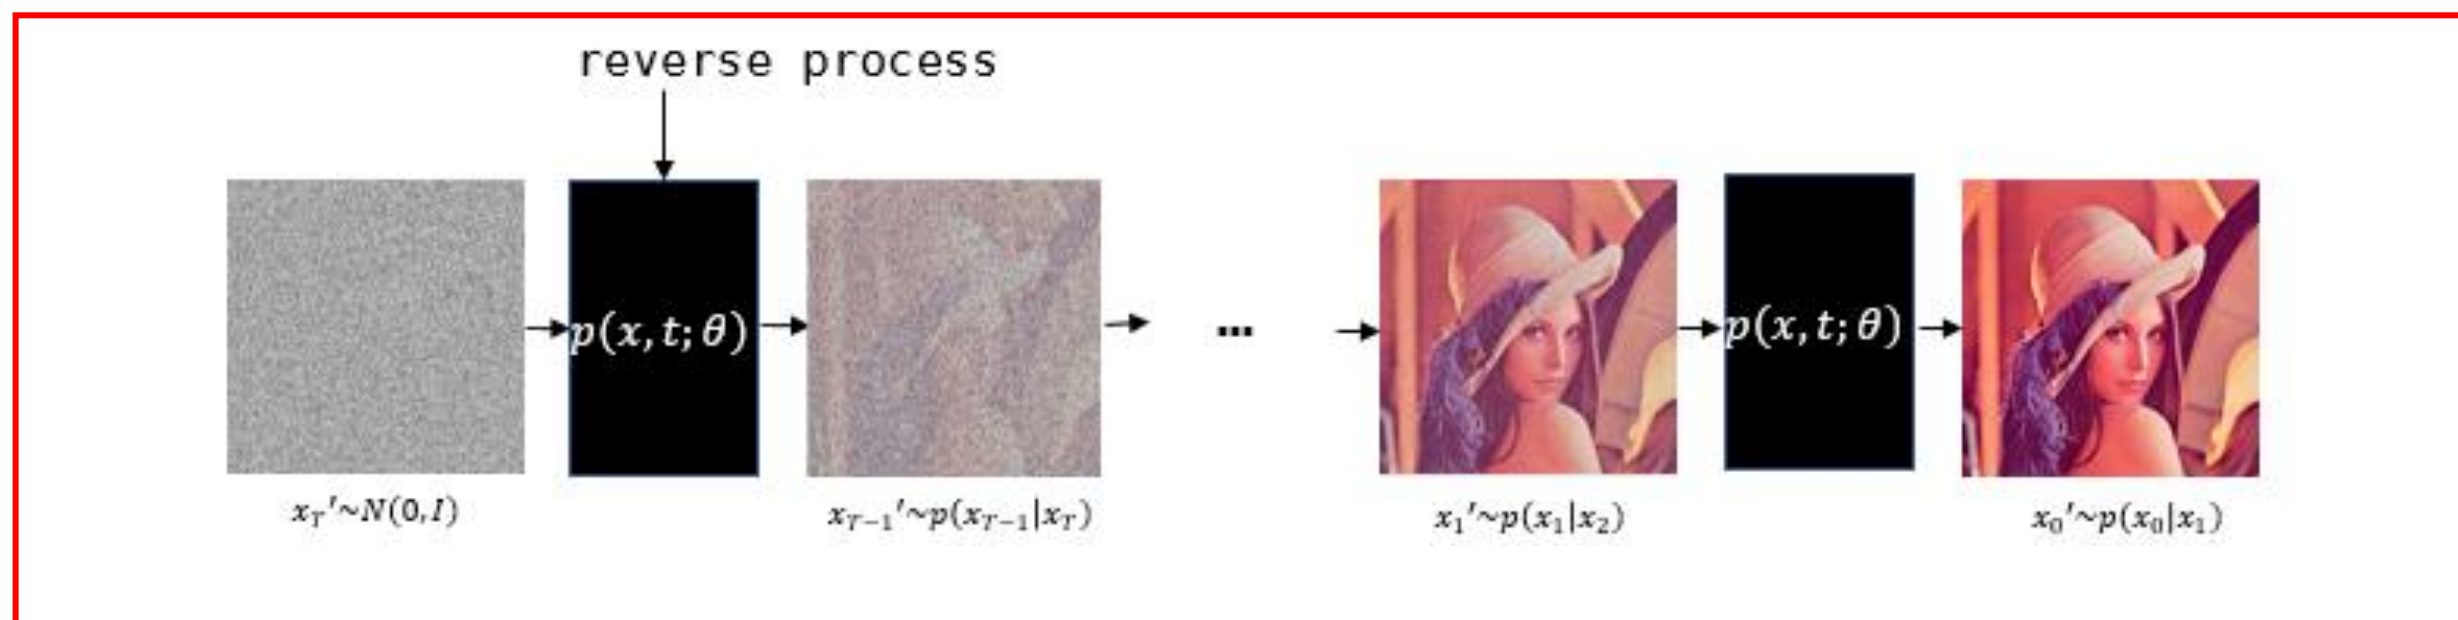 reverse process
p(x,t;θ)
...
p(x,t;θ)
x_T'~N(0,I)
x_{T-1}'~p(x_{T-1}|x_T)
x_1'~p(x_1|x_2)
x_0'~p(x_0|x_1)